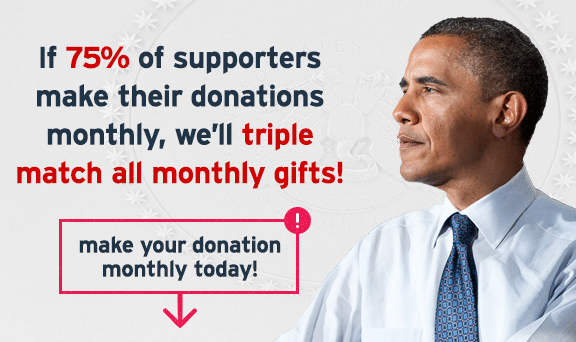 If 75% of supporters
make their donations
monthly, we'll triple
match all monthly gifts!
!
make your donation
monthly today!